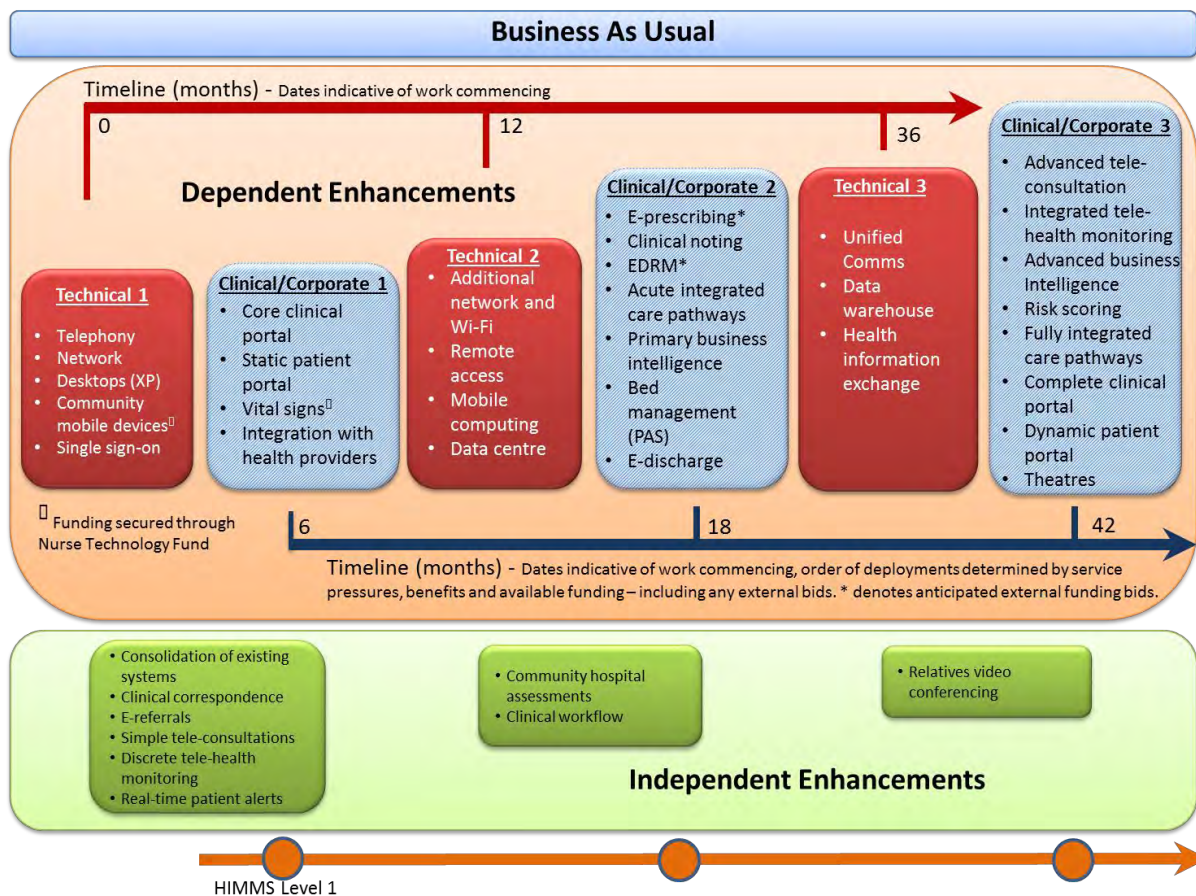 Business As Usual
Timeline (months) - Dates indicative of work commencing
0
12
36
Dependent Enhancements
Technical 1
• Telephony
• Network
• Desktops (XP)
• Community
mobile devices▯
• Single sign-on
Clinical/Corporate 1
• Core clinical
portal
• Static patient
portal
• Vital signs▯
• Integration with
health providers
Technical 2
• Additional
network and
Wi-Fi
• Remote
access
• Mobile
computing
• Data centre
Clinical/Corporate 2
• E-prescribing*
• Clinical noting
• EDRM*
• Acute integrated
care pathways
• Primary business
intelligence
• Bed
management
(PAS)
• E-discharge
Technical 3
• Unified
Comms
• Data
warehouse
• Health
information
exchange
Clinical/Corporate 3
• Advanced tele-
consultation
• Integrated tele-
health monitoring
• Advanced business
Intelligence
• Risk scoring
• Fully integrated
care pathways
• Complete clinical
portal
• Dynamic patient
portal
• Theatres
▯ Funding secured through
Nurse Technology Fund
6
18
42
Timeline (months) - Dates indicative of work commencing, order of deployments determined by service
pressures, benefits and available funding – including any external bids. * denotes anticipated external funding bids.
• Consolidation of existing
systems
• Clinical correspondence
• E-referrals
• Simple tele-consultations
• Discrete tele-health
monitoring
• Real-time patient alerts
• Community hospital
assessments
• Clinical workflow
• Relatives video
conferencing
Independent Enhancements
HIMMS Level 1